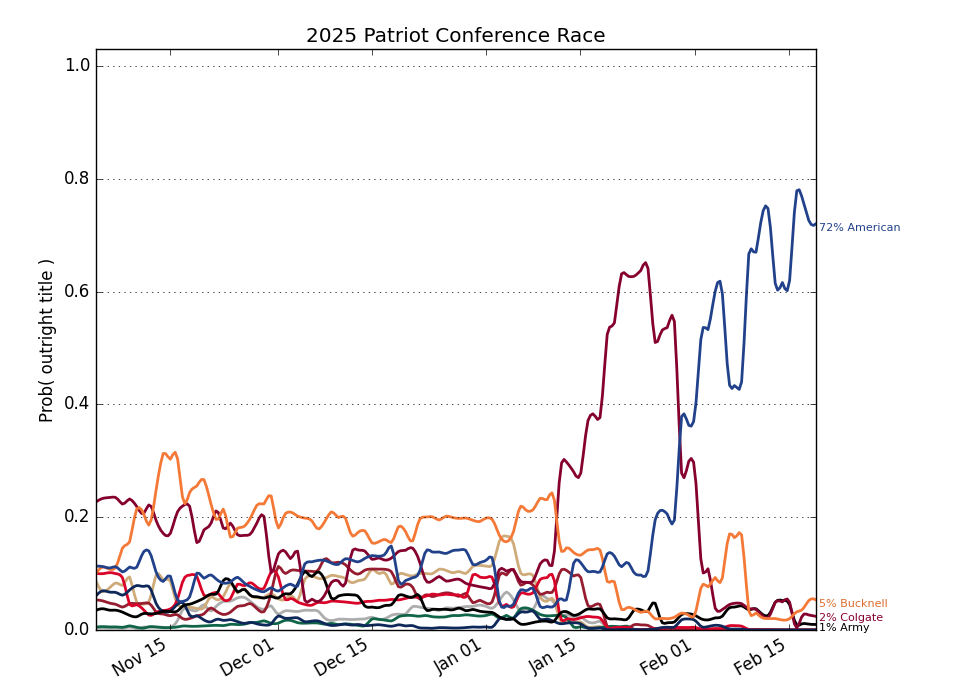 2025 Patriot Conference Race
Prob( outright title )
1.0
0.8
0.6
0.4
0.2
0.0
72% American
5% Bucknell
2% Colgate
1% Army
Nov 15
Dec 01
Dec 15
Jan 01
Jan 15
Feb 01
Feb 15